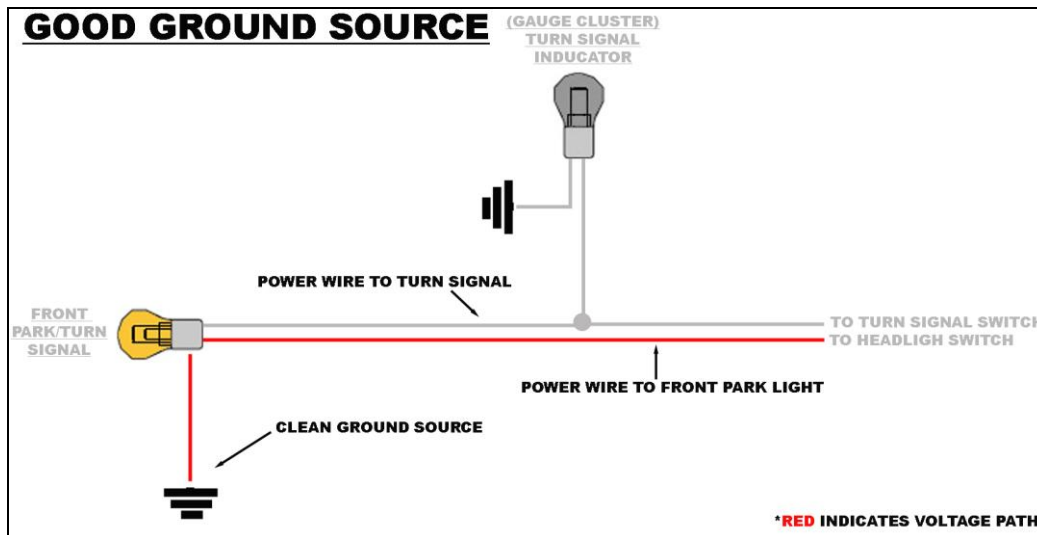 GOOD GROUND SOURCE
(GAUGE CLUSTER)
TURN SIGNAL
INDUCATOR
POWER WIRE TO TURN SIGNAL
FRONT
PARK/TURN
SIGNAL
TO TURN SIGNAL SWITCH
TO HEADLIGH SWITCH
POWER WIRE TO FRONT PARK LIGHT
CLEAN GROUND SOURCE
*RED INDICATES VOLTAGE PATH